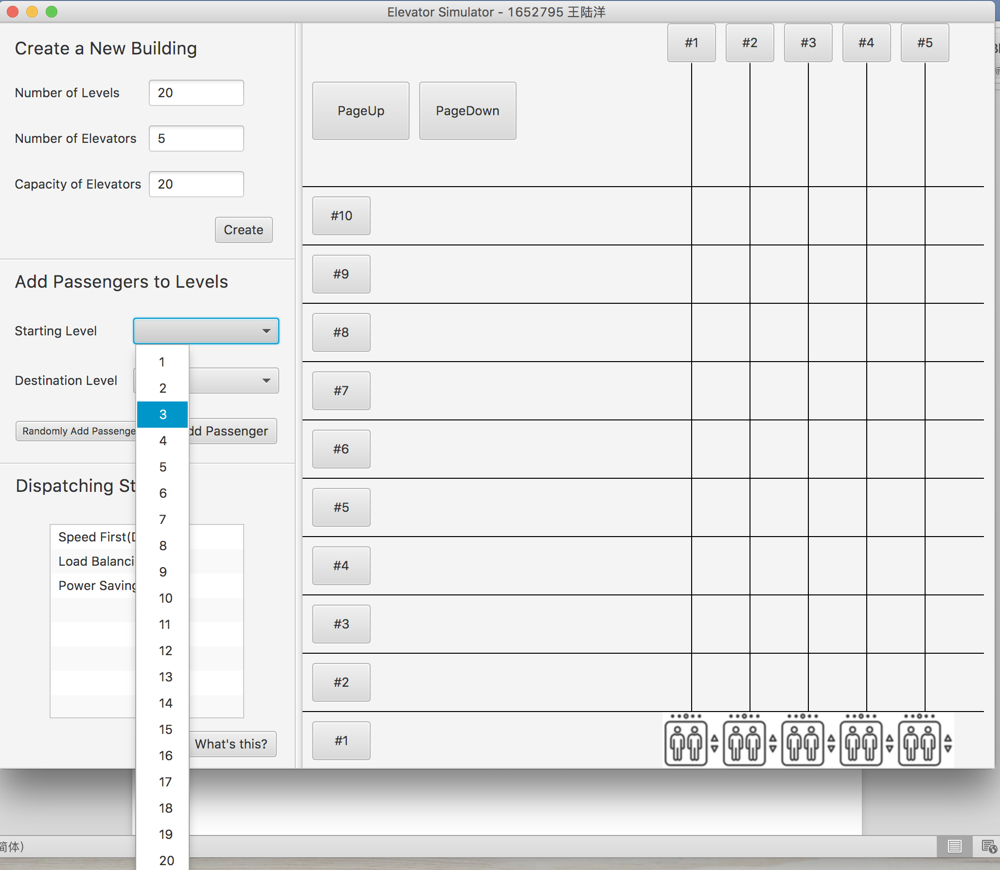 Elevator Simulator - 1652795 王陆洋
Create a New Building
Number of Levels 20
Number of Elevators 5
Capacity of Elevators 20
Create
Add Passengers to Levels
Starting Level
Destination Level
Randomly Add Passenge
dd Passenger
Dispatching St
Speed First(D
Load Balanci
Power Saving
What's this?
1
2
3
4
5
6
7
8
9
10
11
12
13
14
15
16
17
18
19
20
#1 #2 #3 #4 #5
PageUp PageDown
#10
#9
#8
#7
#6
#5
#4
#3
#2
#1
简体)